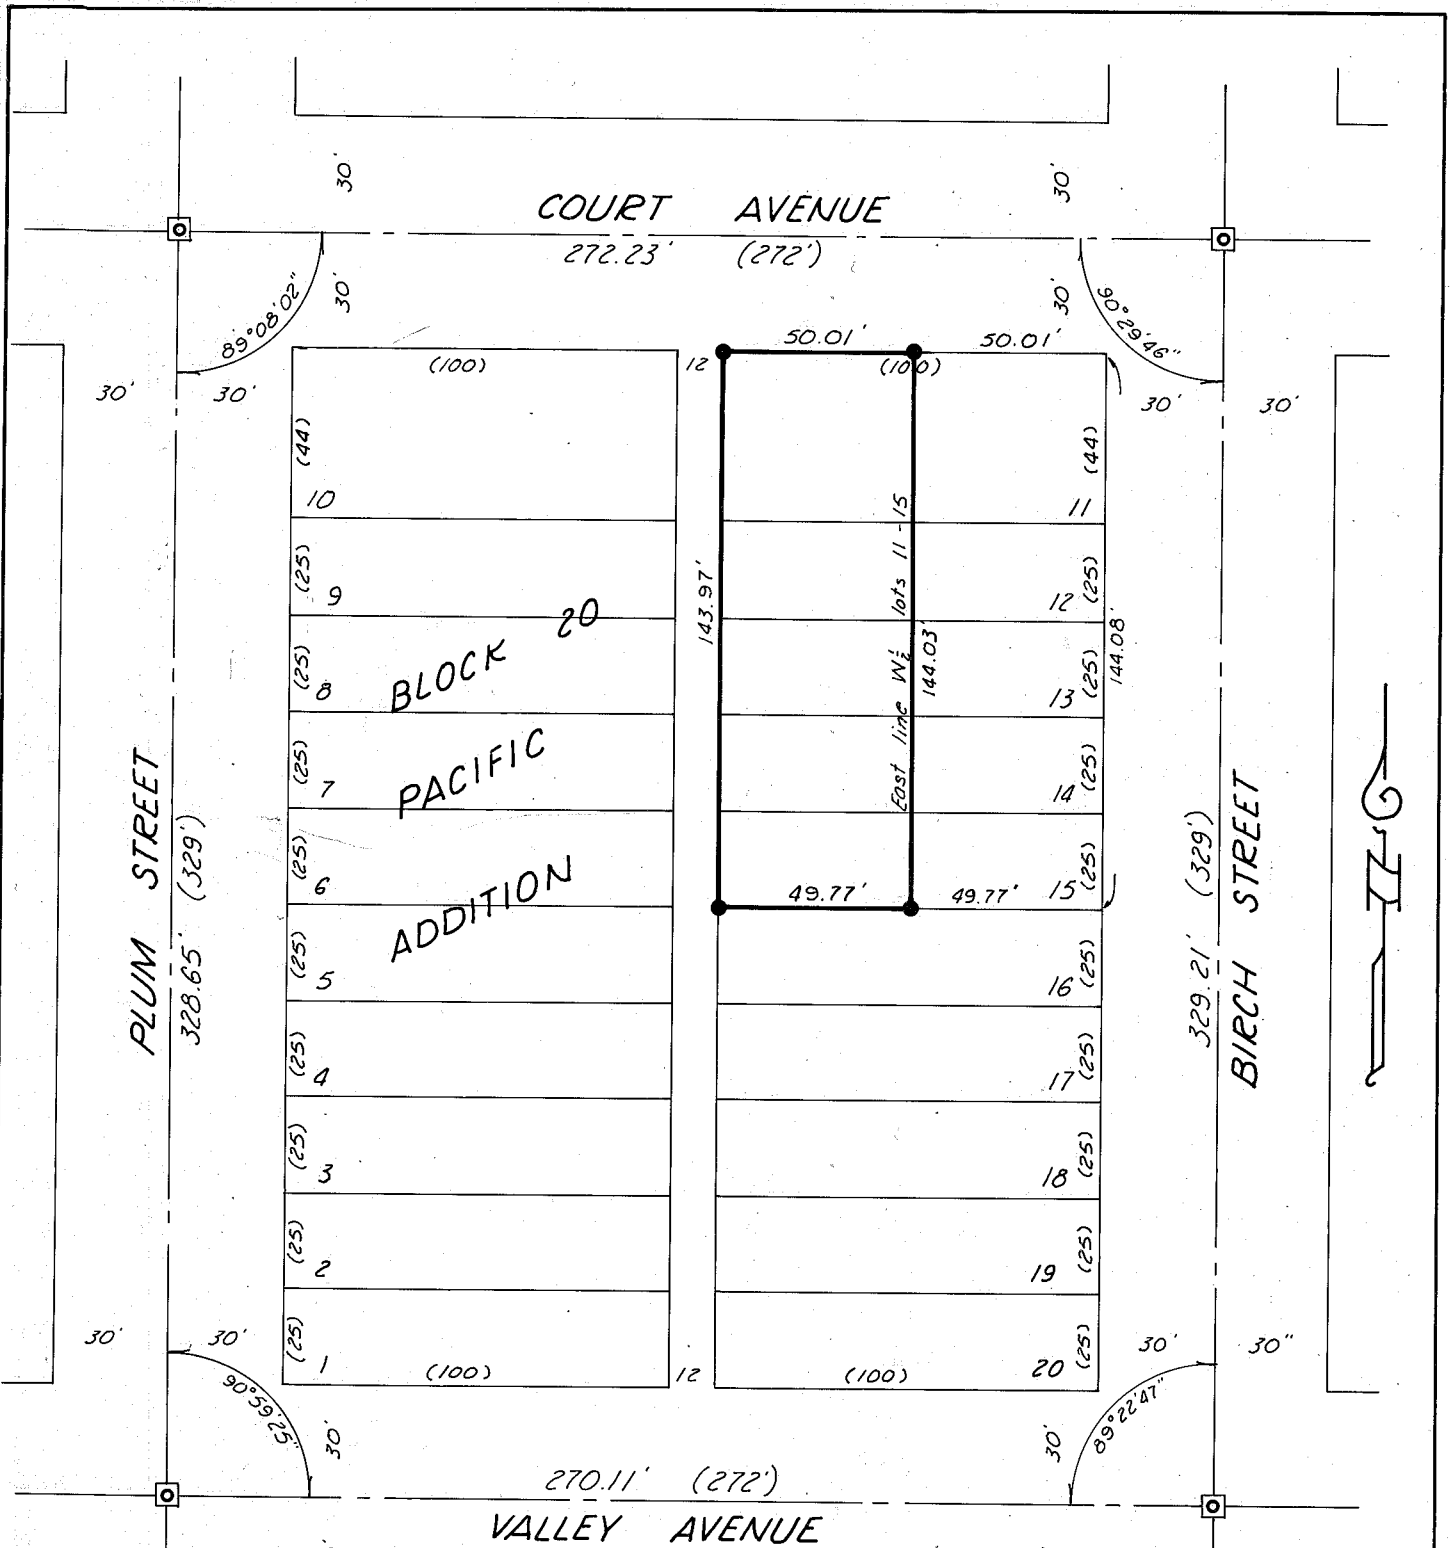 30' 30'
COURT AVENUE
272.23' (272')
89°08'02" 30' 30' 90°29'46"
50.01' 50.01'
(100) 12 (100)
30' 30' 30' 30'
(44) (44)
10 11
(25) 9 12 (25)
(25) 8 13 (25)
(25) 7 14 (25)
(25) 6 15 (25)
(25) 5 16 (25)
(25) 4 17 (25)
(25) 3 18 (25)
(25) 2 19 (25)
(25) 1 20 (25)
BLOCK 20
PACIFIC
ADDITION
143.97'
East line W½ lots 11-15
144.03'
144.08'
49.77' 49.77'
PLUM STREET
328.65' (329')
329.21' (329')
BIRCH STREET
30' 30' 30' 30"
(100) 12 (100)
90°59'25" 30' 30' 89°22'47"
270.11' (272')
VALLEY AVENUE